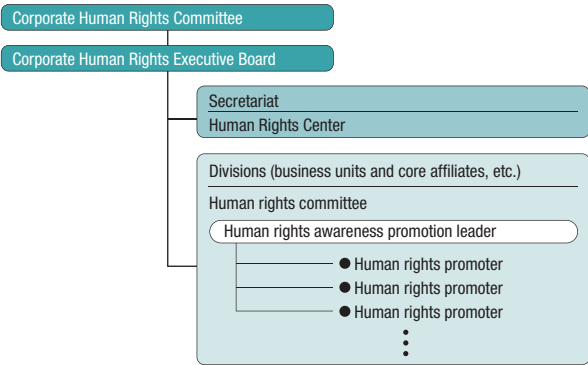 Corporate Human Rights Committee
Corporate Human Rights Executive Board
Secretariat
Human Rights Center
Divisions (business units and core affiliates, etc.)
Human rights committee
Human rights awareness promotion leader
● Human rights promoter
● Human rights promoter
● Human rights promoter